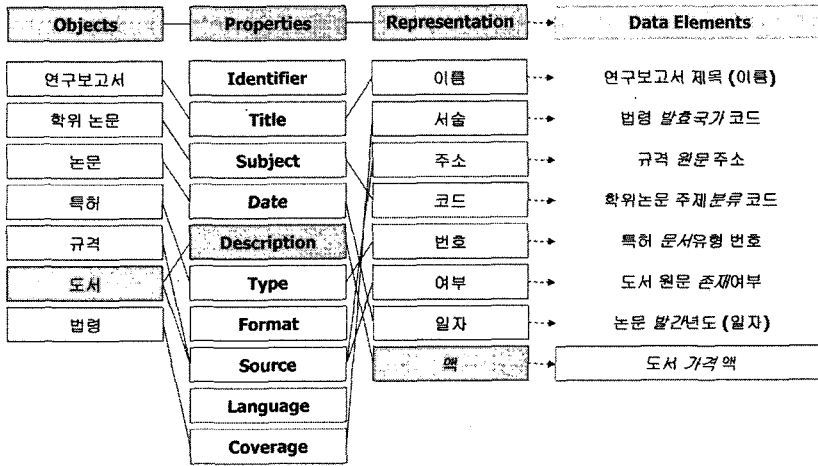 Objects
Properties
Representation
Data Elements
연구보고서
Identifier
이름
연구보고서 제목 (이름)
학위 논문
Title
서술
법령 발효국가 코드
논문
Subject
주소
규격 원문 주소
특허
Date
코드
학위논문 주제분류 코드
규격
Description
번호
특허 문서유형 번호
도서
Type
여부
도서 원문 존재여부
법령
Format
일자
논문 발간년도 (일자)
Source
액
도서 가격 액
Language
Coverage